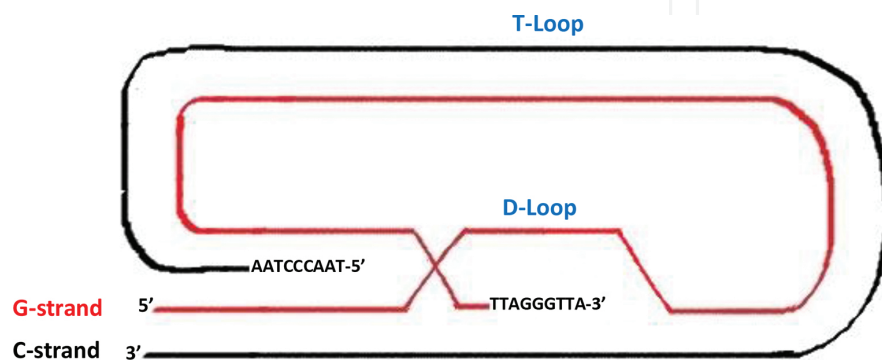 T-Loop
D-Loop
AATCCCAAT-5’
G-strand 5’ TTAGGGTTA-3’
C-strand 3’